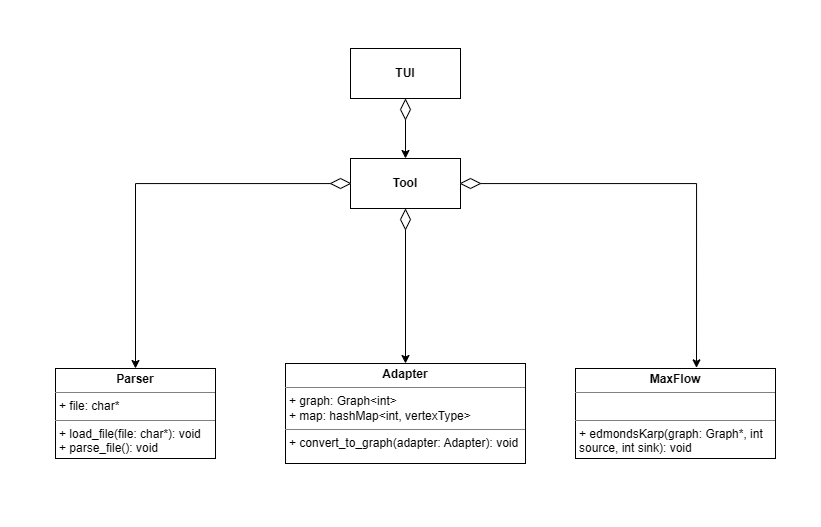 TUI
Tool
Parser
+ file: char*
+ load_file(file: char*): void
+ parse_file(): void
Adapter
+ graph: Graph<int>
+ map: hashMap<int, vertexType>
+ convert_to_graph(adapter: Adapter): void
MaxFlow
+ edmondsKarp(graph: Graph*, int
source, int sink): void